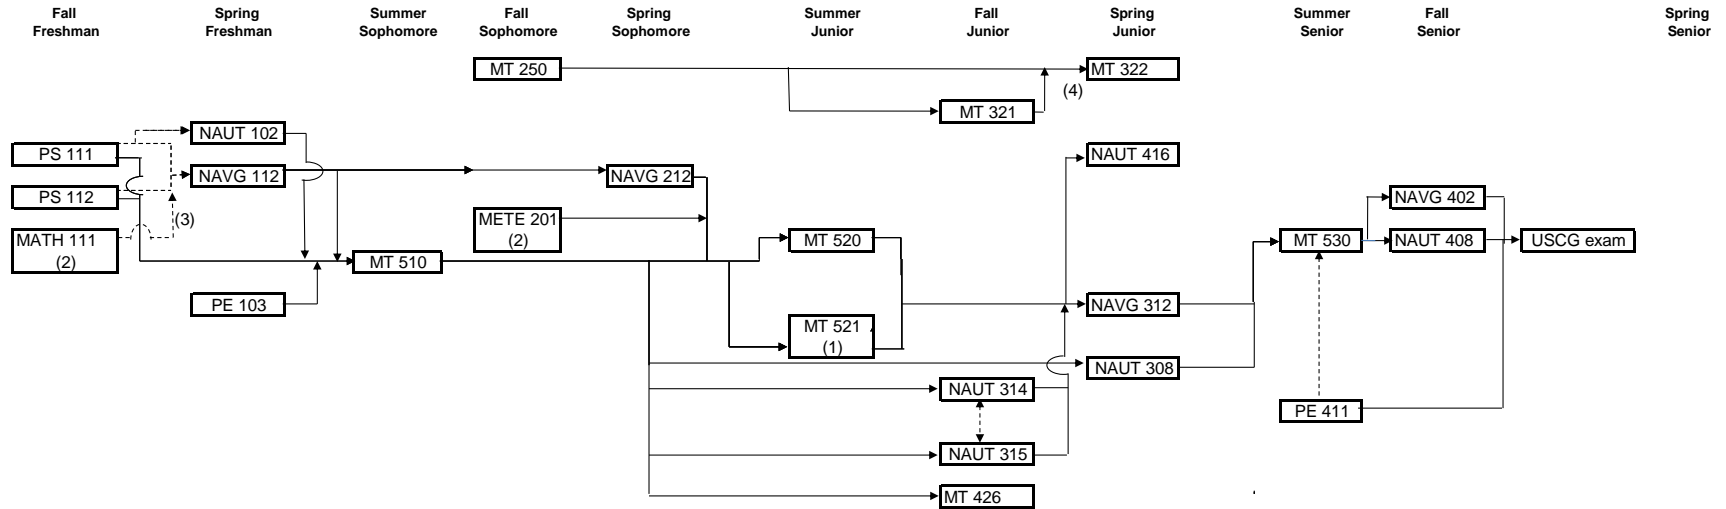 Fall Freshman
Spring Freshman
Summer Sophomore
Fall Sophomore
Spring Sophomore
Summer Junior
Fall Junior
Spring Junior
Summer Senior
Fall Senior
Spring Senior
MT 250
MT 322
(4)
MT 321
NAUT 102
PS 111
NAUT 416
NAVG 112
NAVG 212
PS 112
NAVG 402
(3)
METE 201
(2)
MATH 111
(2)
MT 520
MT 530
NAUT 408
USCG exam
MT 510
PE 103
NAVG 312
MT 521
(1)
NAUT 308
NAUT 314
PE 411
NAUT 315
MT 426